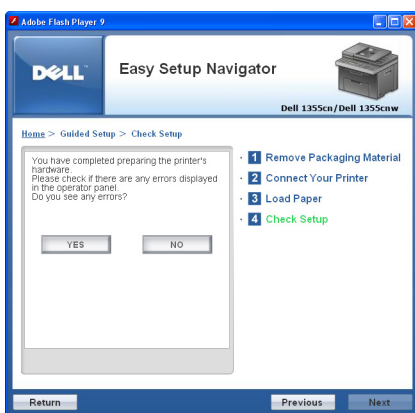 Adobe Flash Player 9
DELL™
Easy Setup Navigator
Dell 1355cn/Dell 1355cnw
Home > Guided Setup > Check Setup
You have completed preparing the printer's
hardware.
Please check if there are any errors displayed
in the operator panel.
Do you see any errors?
YES
NO
· 1 Remove Packaging Material
· 2 Connect Your Printer
· 3 Load Paper
· 4 Check Setup
Return
Previous
Next